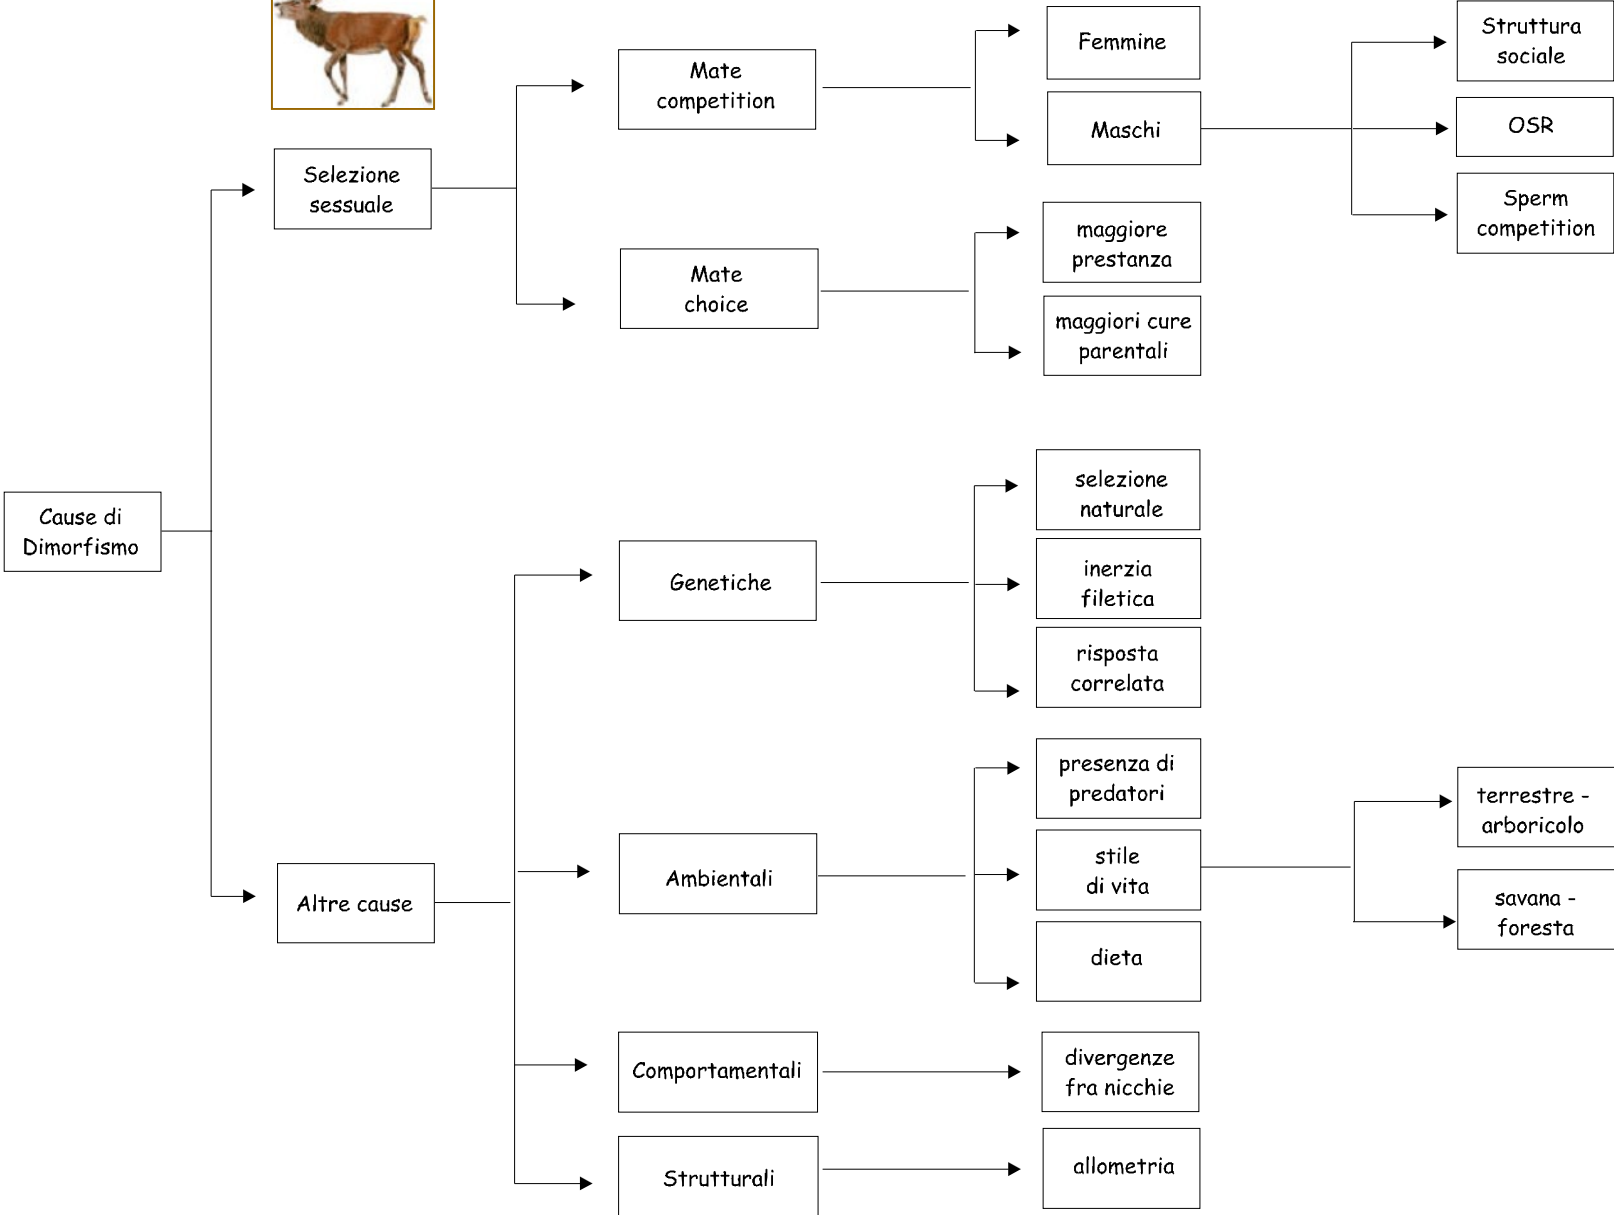 Cause di
Dimorfismo
Selezione
sessuale
Mate
competition
Femmine
Maschi
Struttura
sociale
OSR
Sperm
competition
Mate
choice
maggiore
prestanza
maggiori cure
parentali
Altre cause
Genetiche
selezione
naturale
inerzia
filetica
risposta
correlata
Ambientali
presenza di
predatori
stile
di vita
terrestre -
arboricolo
savana -
foresta
dieta
Comportamentali
divergenze
fra nicchie
Strutturali
allometria